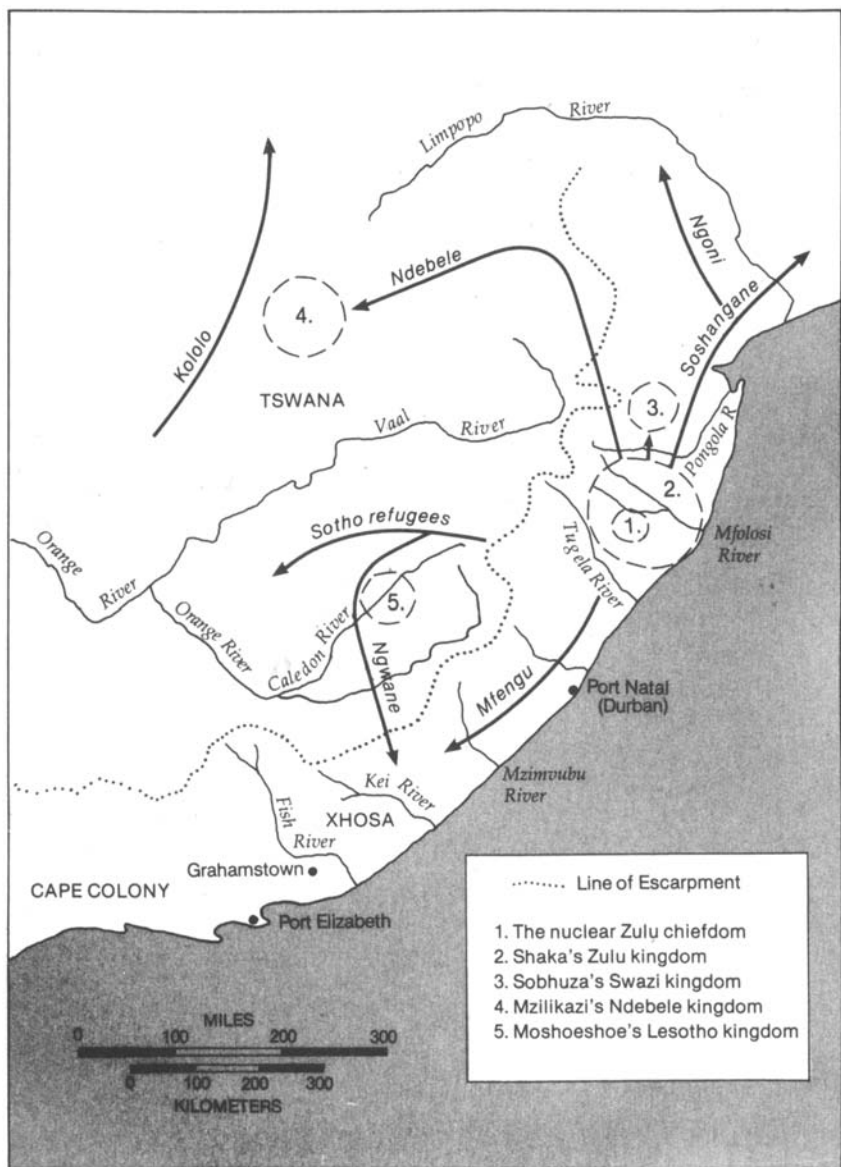 Limpopo River
Ngoni
Ndebele
Soshangane
Kololo
4.
TSWANA
3.
Vaal River
Pongola R.
2.
1.
Mfolosi
River
Sotho refugees
Tugela River
Orange
River
Orange River
5.
Caledon River
Ngwane
Mfengu
Port Natal
(Durban)
Mzimvubu
River
Kei River
Fish
River
XHOSA
Grahamstown
CAPE COLONY
Port Elizabeth
Line of Escarpment
1. The nuclear Zulu chiefdom
2. Shaka's Zulu kingdom
3. Sobhuza's Swazi kingdom
4. Mzilikazi's Ndebele kingdom
5. Moshoeshoe's Lesotho kingdom
MILES
0 100 200 300
0 100 200 300
KILOMETERS